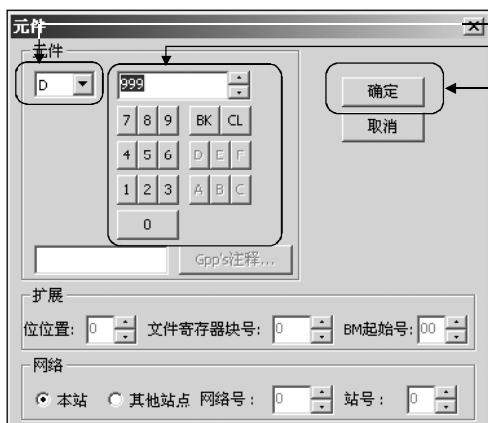 元件
元件
D 999
7 8 9 BK CL
4 5 6 D E F
1 2 3 A B C
0
确定
取消
Gpp's注释...
扩展
位位置: 0 文件寄存器块号: 0 BM起始号: 00
网络
本站 其他站点 网络号: 0 站号: 0